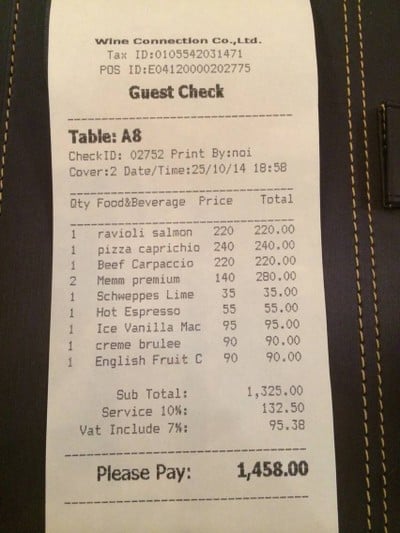 Wine Connection Co.,Ltd.
Tax ID:0105542031471
POS ID:E04120000202775
Guest Check
Table: A8
CheckID: 02752 Print By:noi
Cover:2 Date/Time:25/10/14 18:58
Qty Food&Beverage Price Total
1 ravioli salmon 220 220.00
1 pizza caprichio 240 240.00
1 Beef Carpaccio 220 220.00
2 Memm premium 140 280.00
1 Schweppes Lime 35 35.00
1 Hot Espresso 55 55.00
1 Ice Vanilla Mac 95 95.00
1 creme brulee 90 90.00
1 English Fruit C 90 90.00
Sub Total: 1,325.00
Service 10%: 132.50
Vat Include 7%: 95.38
Please Pay: 1,458.00